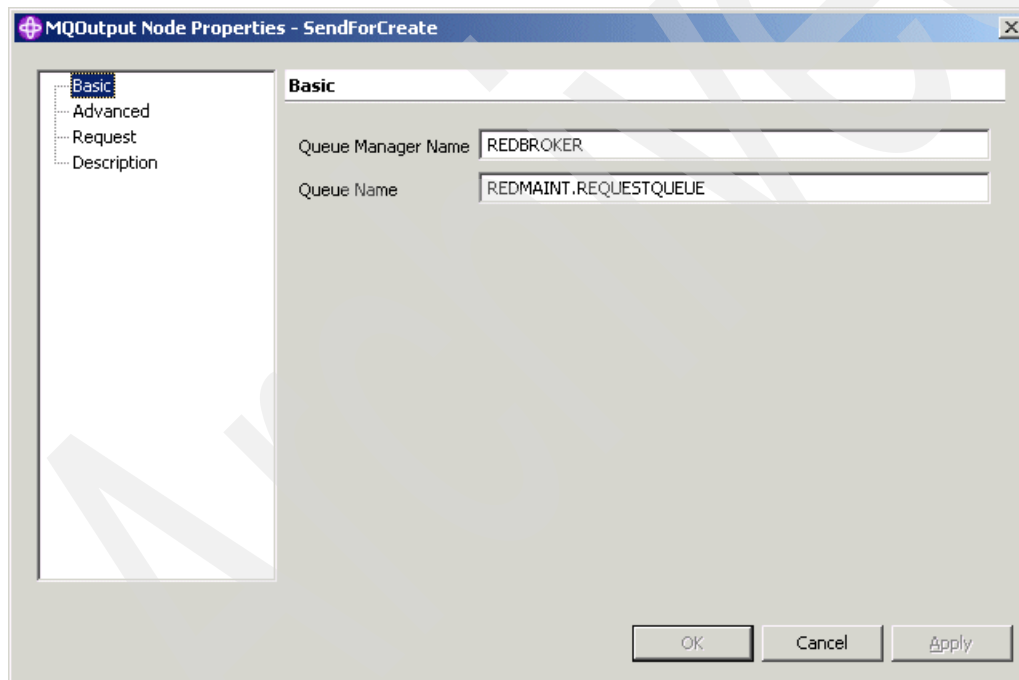 MQOutput Node Properties - SendForCreate
Basic
Advanced
Request
Description
Basic
Queue Manager Name REDBROKER
Queue Name REDMAINT.REQUESTQUEUE
OK Cancel Apply